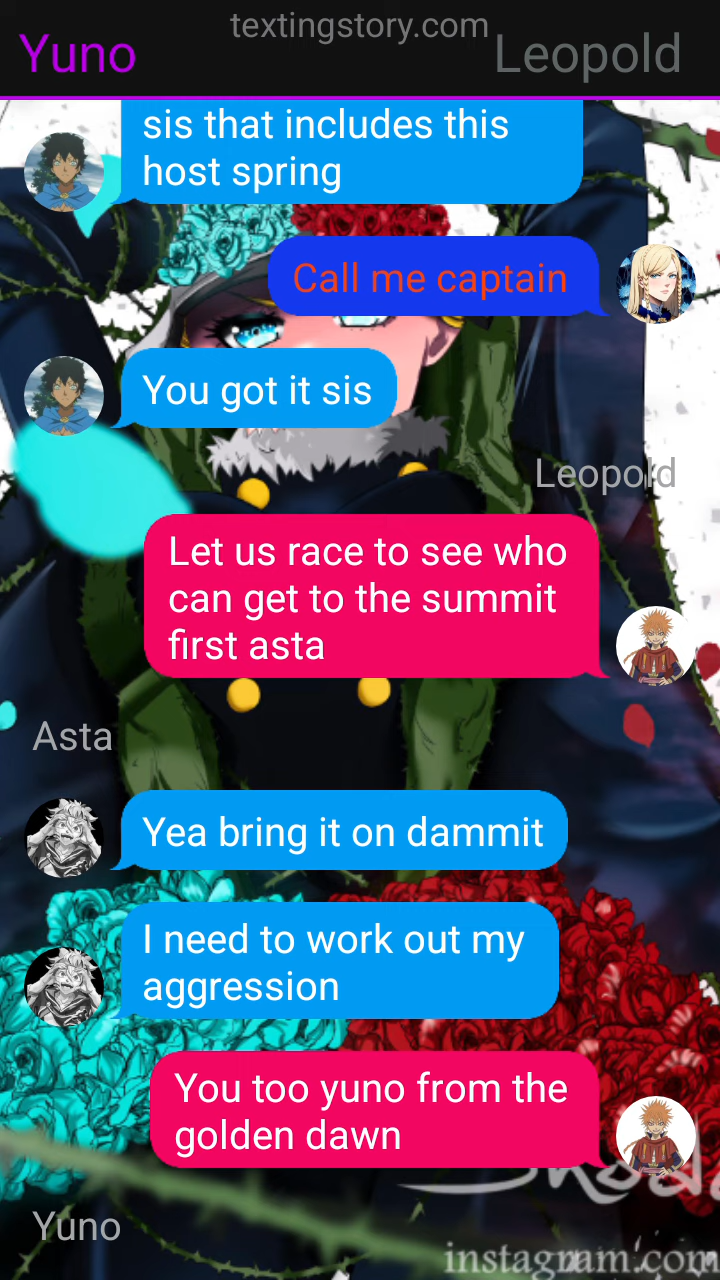 textingstory.com
Yuno
Leopold
sis that includes this
host spring
Call me captain
You got it sis
Leopold
Let us race to see who
can get to the summit
first asta
Asta
Yea bring it on dammit
I need to work out my
aggression
You too yuno from the
golden dawn
Yuno
instagram.com